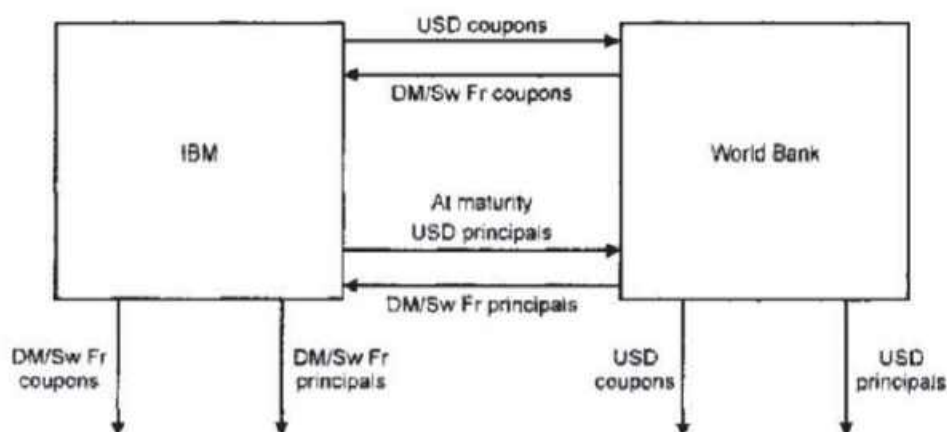 USD coupons
DM/Sw Fr coupons
IBM
World Bank
At maturity
USD principals
DM/Sw Fr principals
DM/Sw Fr
coupons
DM/Sw Fr
principals
USD
coupons
USD
principals